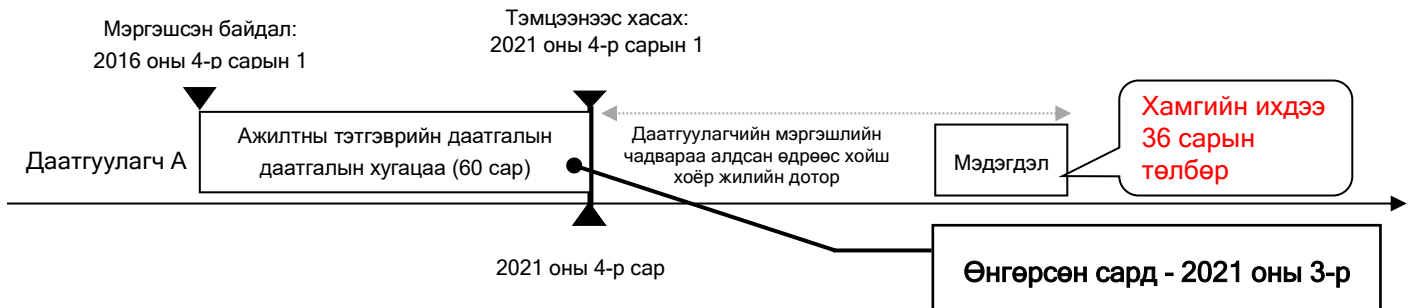 Мэргэшсэн байдал:
2016 оны 4-р сарын 1
Тэмцээнээс хасах:
2021 оны 4-р сарын 1
Даатгуулагч А
Ажилтны тэтгэврийн даатгалын
даатгалын хугацаа (60 сар)
Даатгуулагчийн мэргэшлийн
чадвараа алдсан өдрөөс хойш
хоёр жилийн дотор
Мэдэгдэл
Хамгийн ихдээ
36 сарын
төлбөр
2021 оны 4-р сар
Өнгөрсөн сард - 2021 оны 3-р